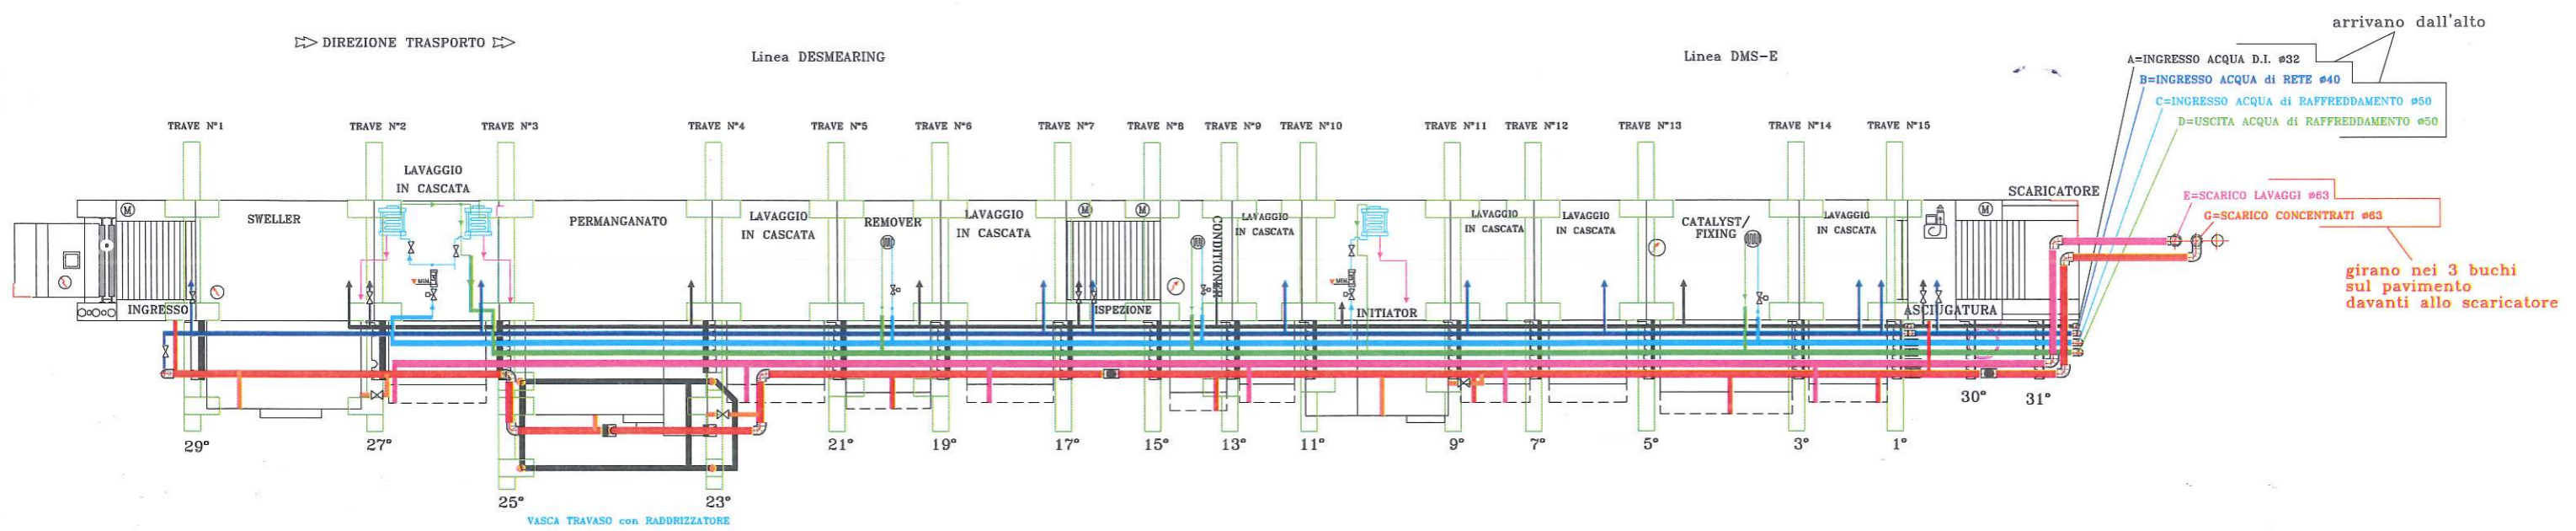 arrivano dall'alto
DIREZIONE TRASPORTO
Linea DESMEARING
Linea DMS-E
A=INGRESSO ACQUA D.I. ø32
B=INGRESSO ACQUA di RETE ø40
C=INGRESSO ACQUA di RAFFREDDAMENTO ø50
D=USCITA ACQUA di RAFFREDDAMENTO ø50
TRAVE N°1
TRAVE N°2
TRAVE N°3
TRAVE N°4
TRAVE N°5
TRAVE N°6
TRAVE N°7
TRAVE N°8
TRAVE N°9
TRAVE N°10
TRAVE N°11
TRAVE N°12
TRAVE N°13
TRAVE N°14
TRAVE N°15
LAVAGGIO
IN CASCATA
SCARICATORE
E=SCARICO LAVAGGI ø63
G=SCARICO CONCENTRATI ø63
M
SWELLER
PERMANGANATO
LAVAGGIO
IN CASCATA
REMOVER
LAVAGGIO
IN CASCATA
M
M
CONDITIONER
LAVAGGIO
IN CASCATA
LAVAGGIO
IN CASCATA
LAVAGGIO
IN CASCATA
CATALYST/
FIXING
LAVAGGIO
IN CASCATA
M
girano nei 3 buchi
sul pavimento
davanti allo scaricatore
INGRESSO
ISPEZIONE
INITIATOR
ASCIUGATURA
29°
27°
25°
23°
21°
19°
17°
15°
13°
11°
9°
7°
5°
3°
1°
30°
31°
VASCA TRAVASO con RADDRIZZATORE